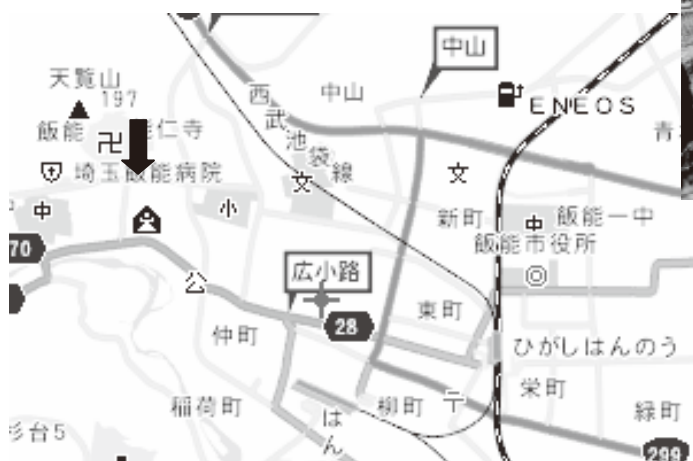 中山
天覧山
197
中山
西武池袋線
ENEOS
飯能
能仁寺
青
埼玉飯能病院
文
文
中
小
新町
中
飯能一中
飯能市役所
70
公
広小路
28
東町
仲町
ひがしはんのう
栄町
稲荷町
柳町
緑町
杉台5
はん
299